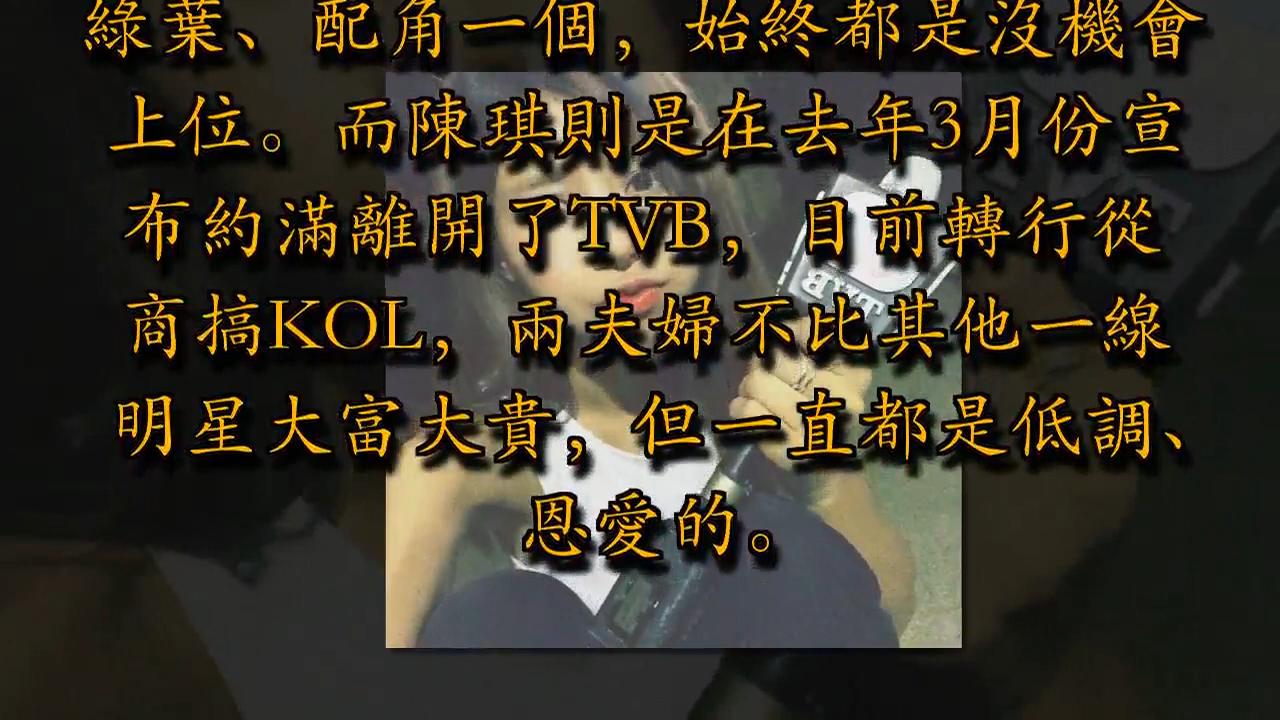 綠葉、配角一個，始終都是沒機會
上位。而陳琪則是在去年3月份宣
布約滿離開了TVB，目前轉行從
商搞KOL，兩夫婦不比其他一線
明星大富大貴，但一直都是低調、
恩愛的。
TVB